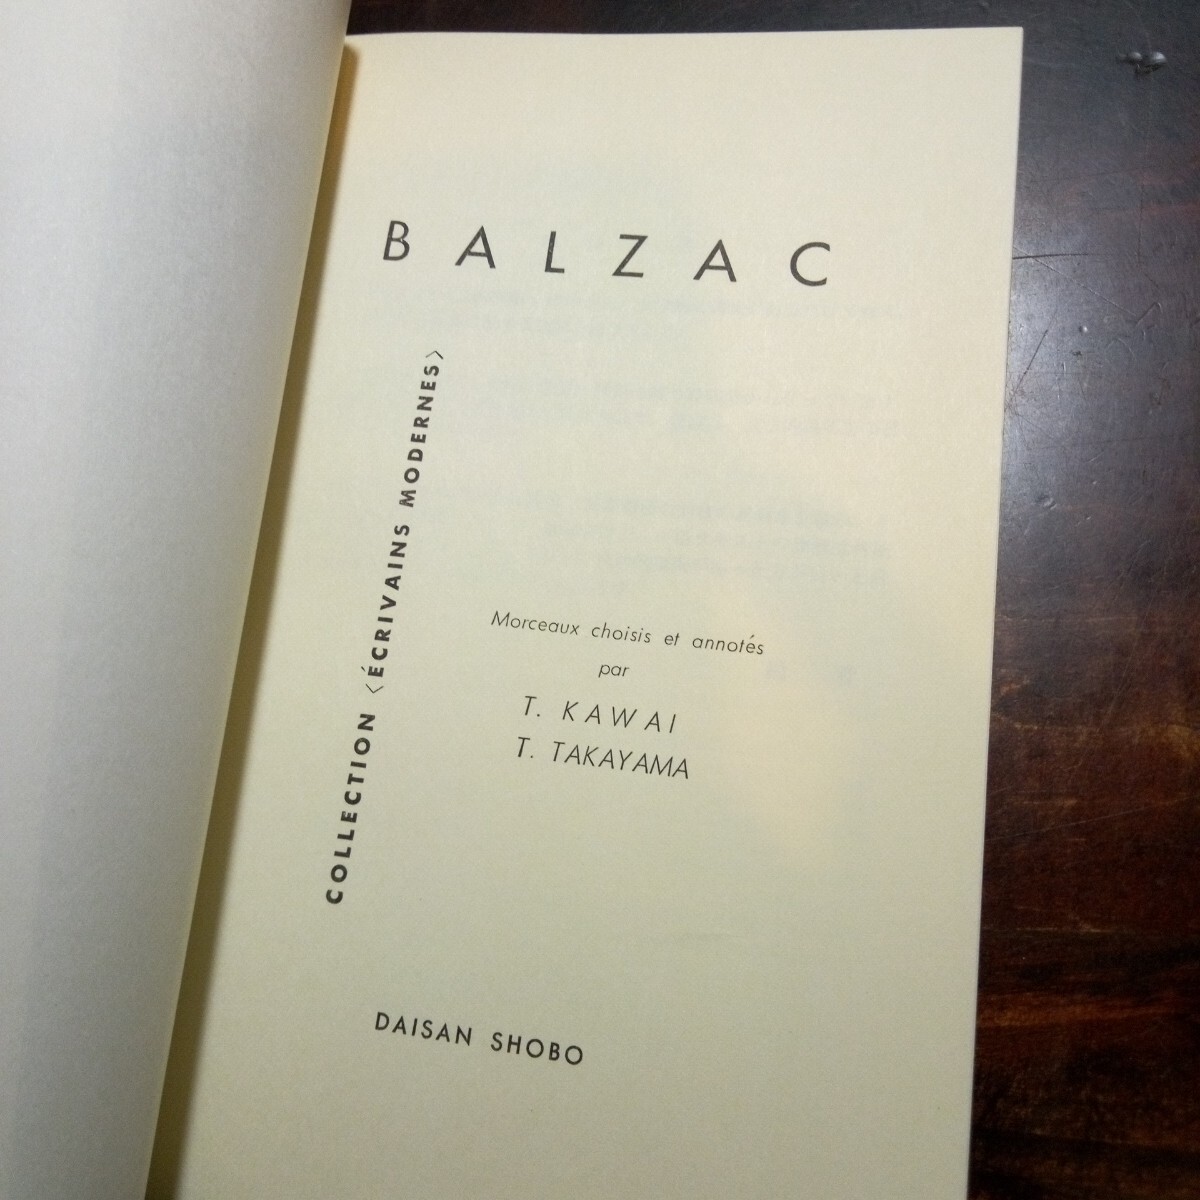 BALZAC
COLLECTION 〈ÉCRIVAINS MODERNES〉
Morceaux choisis et annotés
par
T. KAWAI
T. TAKAYAMA
DAISAN SHOBO